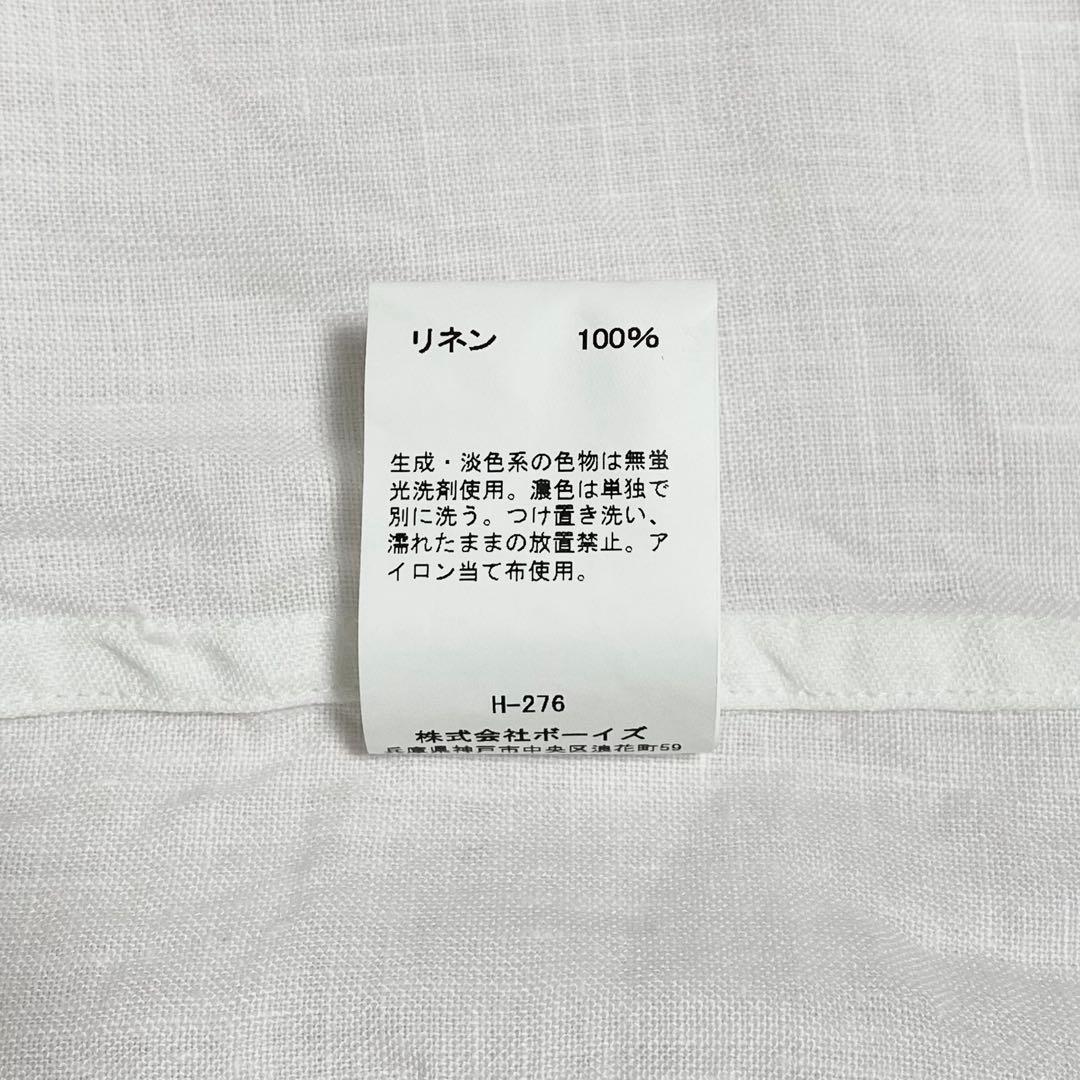 リネン 100%
生成・淡色系の色物は無蛍
光洗剤使用。濃色は単独で
別に洗う。つけ置き洗い、
濡れたままの放置禁止。ア
イロン当て布使用。
H-276
株式会社ボーイズ
兵庫県神戸市中央区浪花町59